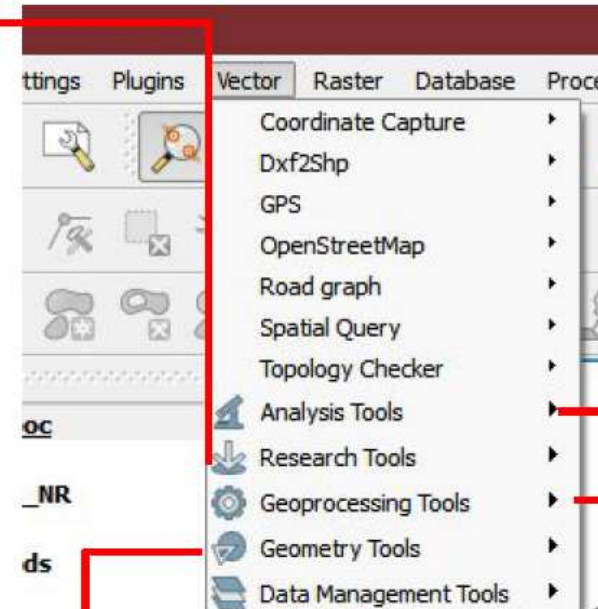 ttings Plugins Vector Raster Database Proce
Coordinate Capture
Dxf2Shp
GPS
OpenStreetMap
Road graph
Spatial Query
Topology Checker
Analysis Tools
oc
Research Tools
_NR
Geoprocessing Tools
Geometry Tools
ds
Data Management Tools